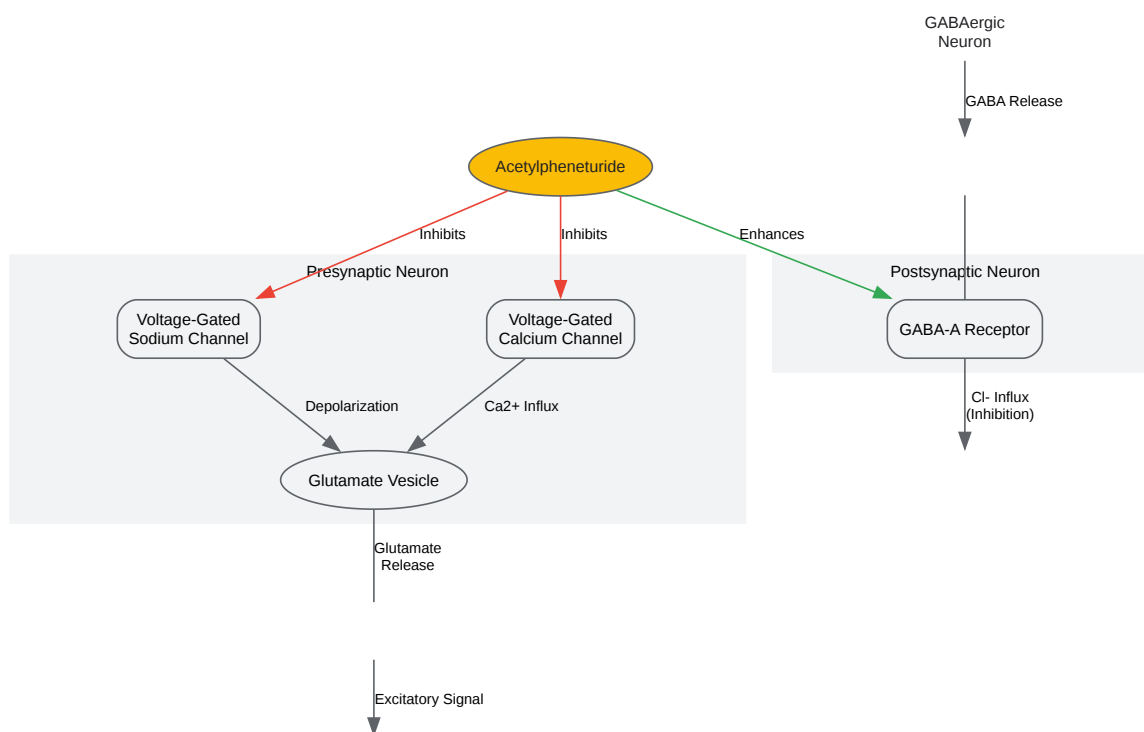 GABAergic
Neuron
GABA Release
Acetylpheneturide
Inhibits
Inhibits
Enhances
Presynaptic Neuron
Postsynaptic Neuron
Voltage-Gated
Sodium Channel
Voltage-Gated
Calcium Channel
GABA-A Receptor
Depolarization
Ca2+ Influx
Cl- Influx
(Inhibition)
Glutamate Vesicle
Glutamate
Release
Excitatory Signal